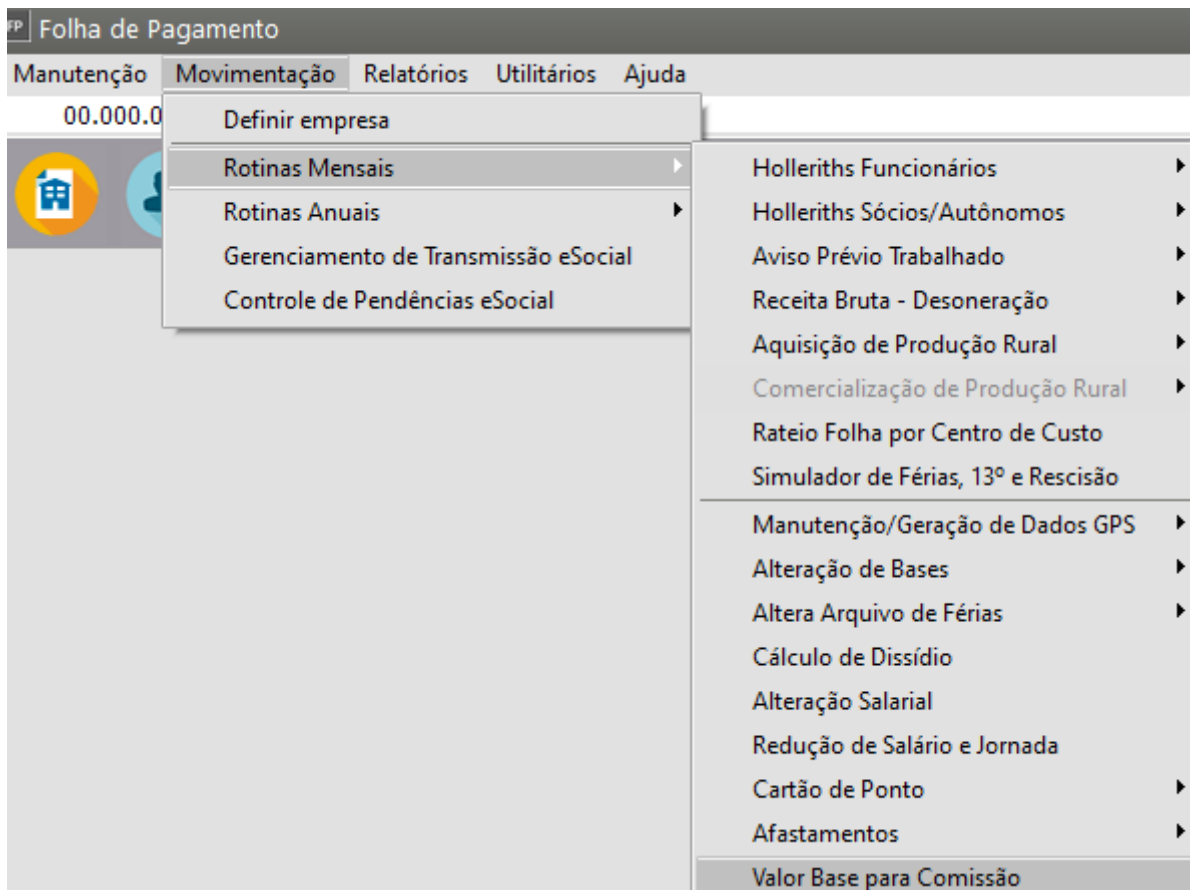 FP Folha de Pagamento
Manutenção Movimentação Relatórios Utilitários Ajuda
00.000.0
Definir empresa
Rotinas Mensais
Rotinas Anuais
Gerenciamento de Transmissão eSocial
Controle de Pendências eSocial
Holleriths Funcionários
Holleriths Sócios/Autônomos
Aviso Prévio Trabalhado
Receita Bruta - Desoneração
Aquisição de Produção Rural
Comercialização de Produção Rural
Rateio Folha por Centro de Custo
Simulador de Férias, 13º e Rescisão
Manutenção/Geração de Dados GPS
Alteração de Bases
Altera Arquivo de Férias
Cálculo de Dissídio
Alteração Salarial
Redução de Salário e Jornada
Cartão de Ponto
Afastamentos
Valor Base para Comissão